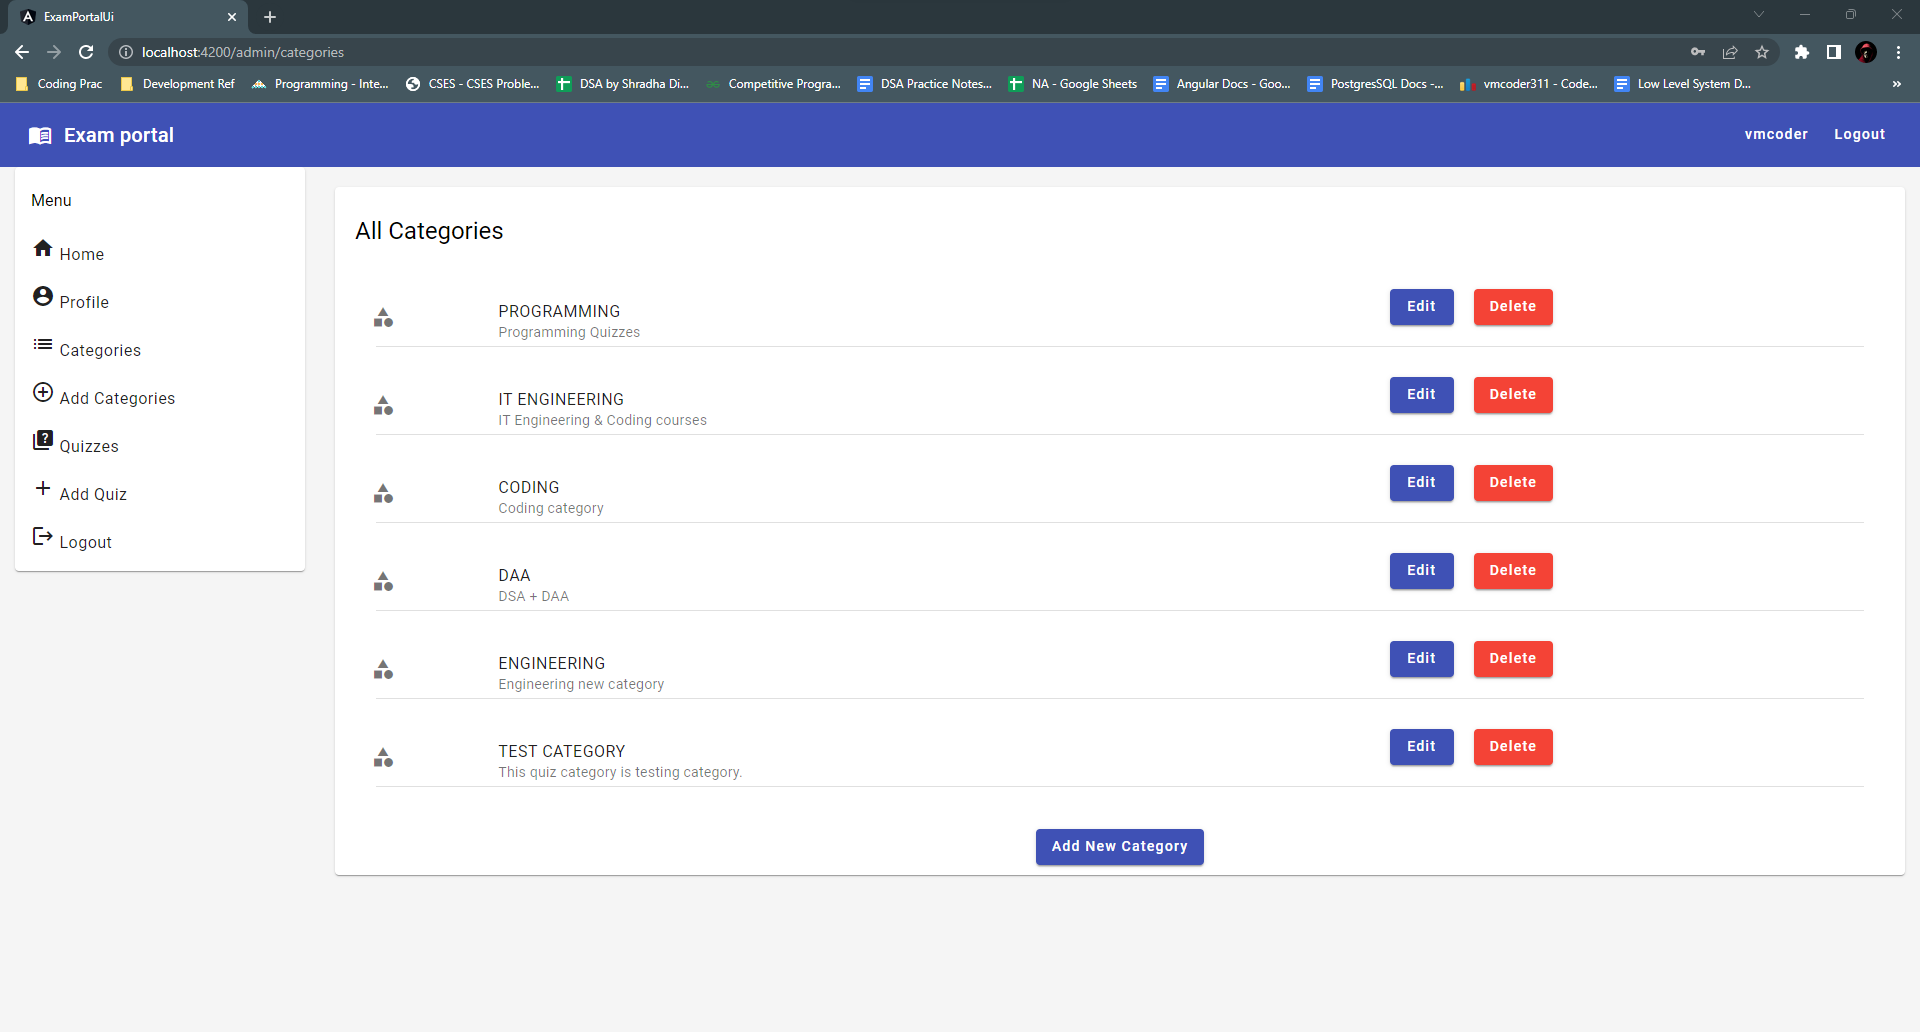 ExamPortalUi
localhost:4200/admin/categories
Coding Prac Development Ref Programming - Inte... CSES - CSES Proble... DSA by Shradha Di... Competitive Progra... DSA Practice Notes... NA - Google Sheets Angular Docs - Goo... PostgresSQL Docs -... vmcoder311 - Code... Low Level System D... »
Exam portal
vmcoder Logout
Menu
Home
Profile
Categories
Add Categories
Quizzes
Add Quiz
Logout
All Categories
PROGRAMMING
Programming Quizzes
Edit Delete
IT ENGINEERING
IT Engineering & Coding courses
Edit Delete
CODING
Coding category
Edit Delete
DAA
DSA + DAA
Edit Delete
ENGINEERING
Engineering new category
Edit Delete
TEST CATEGORY
This quiz category is testing category.
Edit Delete
Add New Category